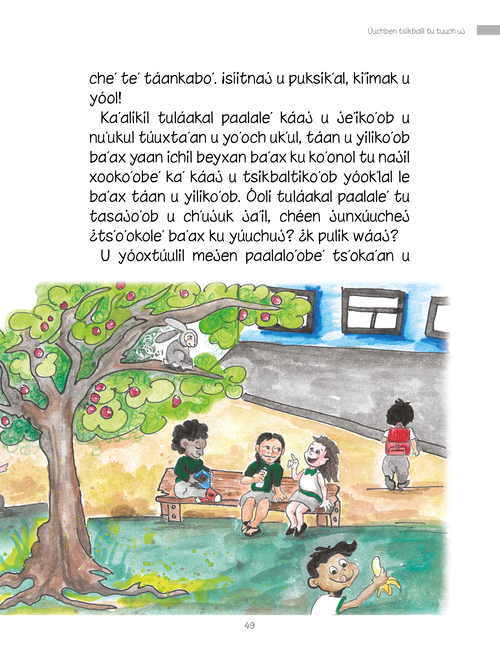 Úuchben tsikbalil tu tuuch uj
che' te' táankabo'. ¡síitnaj u puksik'al, ki'imak u
yóol!
Ka'alikil tuláakal paalale' káaj u je'iko'ob u
nu'ukul túuxta'an u yo'och uk'ul, táan u yiliko'ob
ba'ax yaan ichil beyxan ba'ax ku ko'onol tu najil
xooko'obe' ka' káaj u tsikbaltiko'ob yóok'lal le
ba'ax táan u yiliko'ob. Óoli tuláakal paalale' tu
tasajo'ob u ch'ujuk ja'il, chéen junxúuchej
¿ts'o'okole' ba'ax ku yúuchuj? ¿k pulik wáaj?
U yóoxtúulil mejen paalalo'obe' ts'oka'an u
49